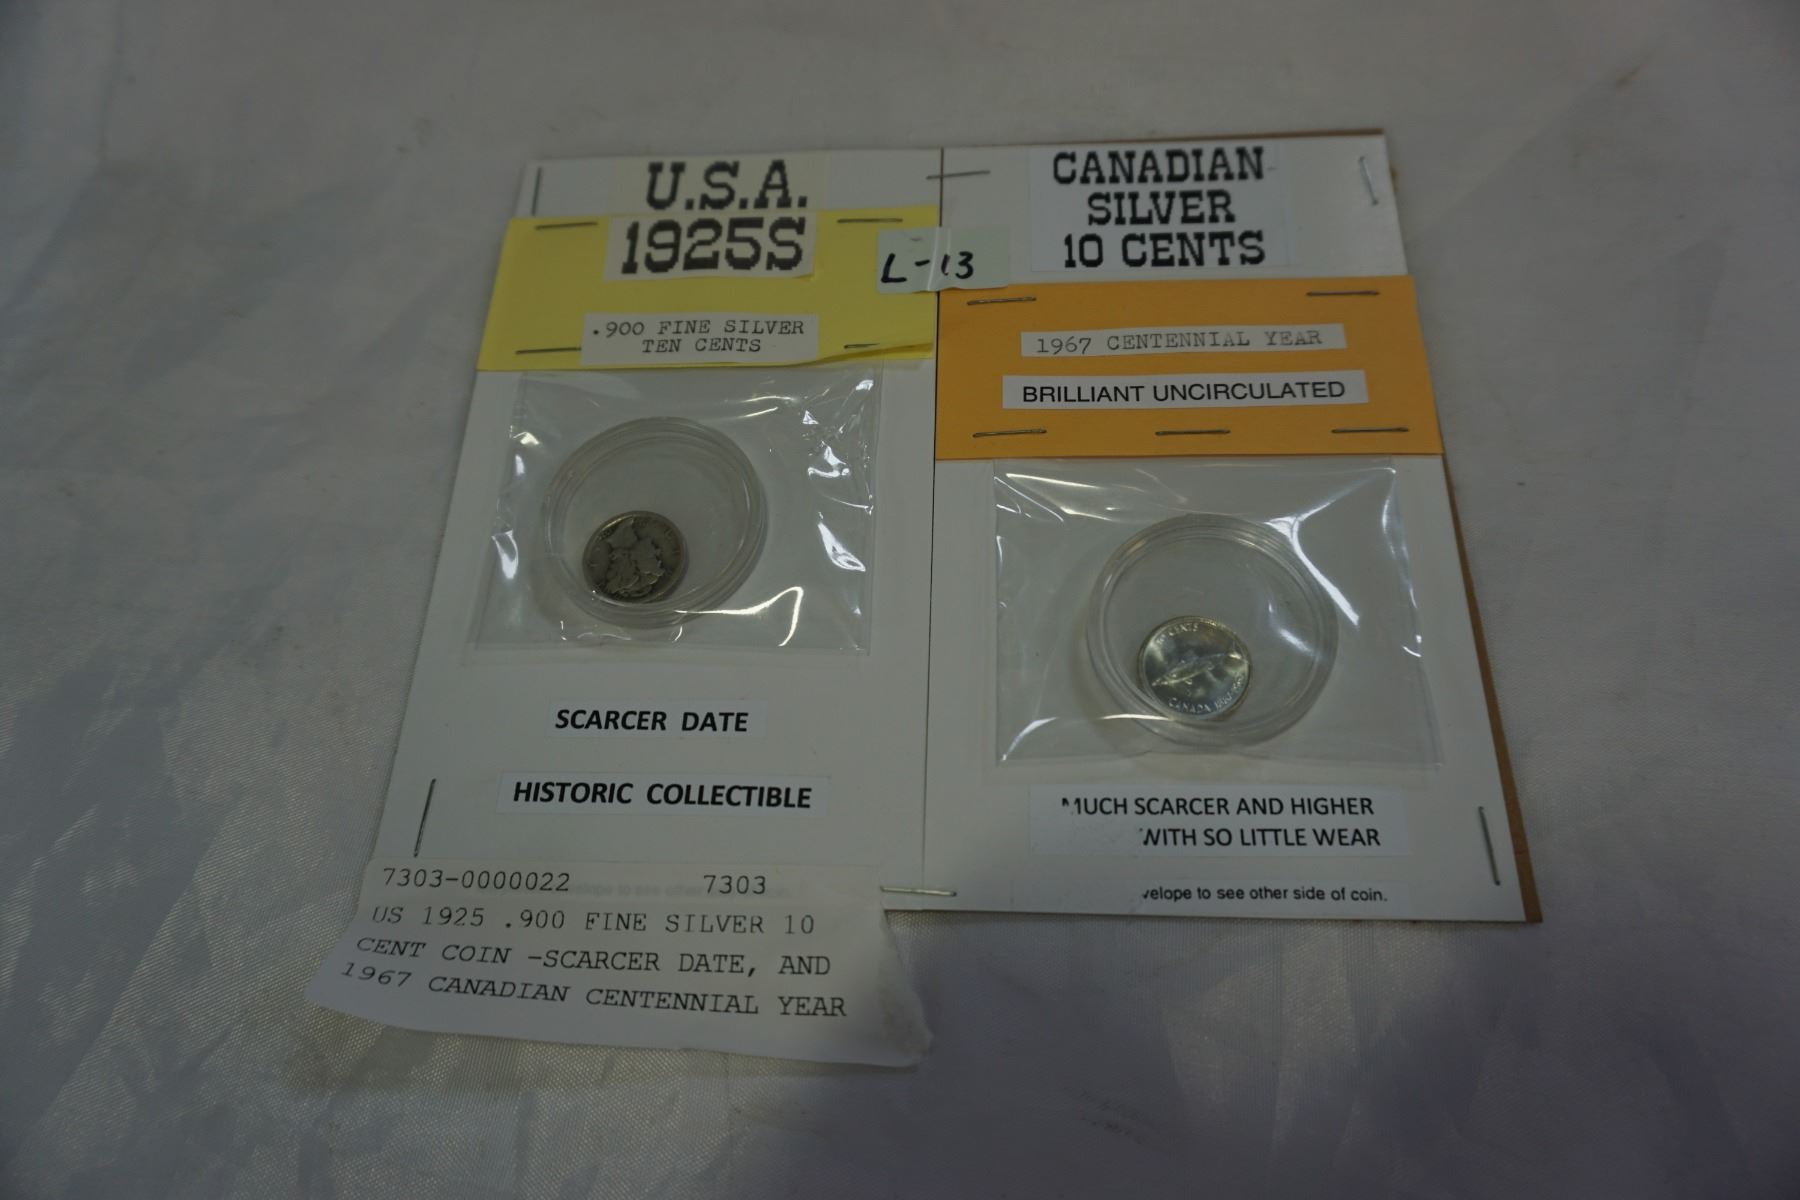 U.S.A.
1925S
.900 FINE SILVER
TEN CENTS
L-13
CANADIAN
SILVER
10 CENTS
1967 CENTENNIAL YEAR
BRILLIANT UNCIRCULATED
CENTS
CANADA
SCARCER DATE
HISTORIC COLLECTIBLE
MUCH SCARCER AND HIGHER
WITH SO LITTLE WEAR
velope to see other side of coin.
7303-0000022 7303
US 1925 .900 FINE SILVER 10
CENT COIN -SCARCER DATE, AND
1967 CANADIAN CENTENNIAL YEAR